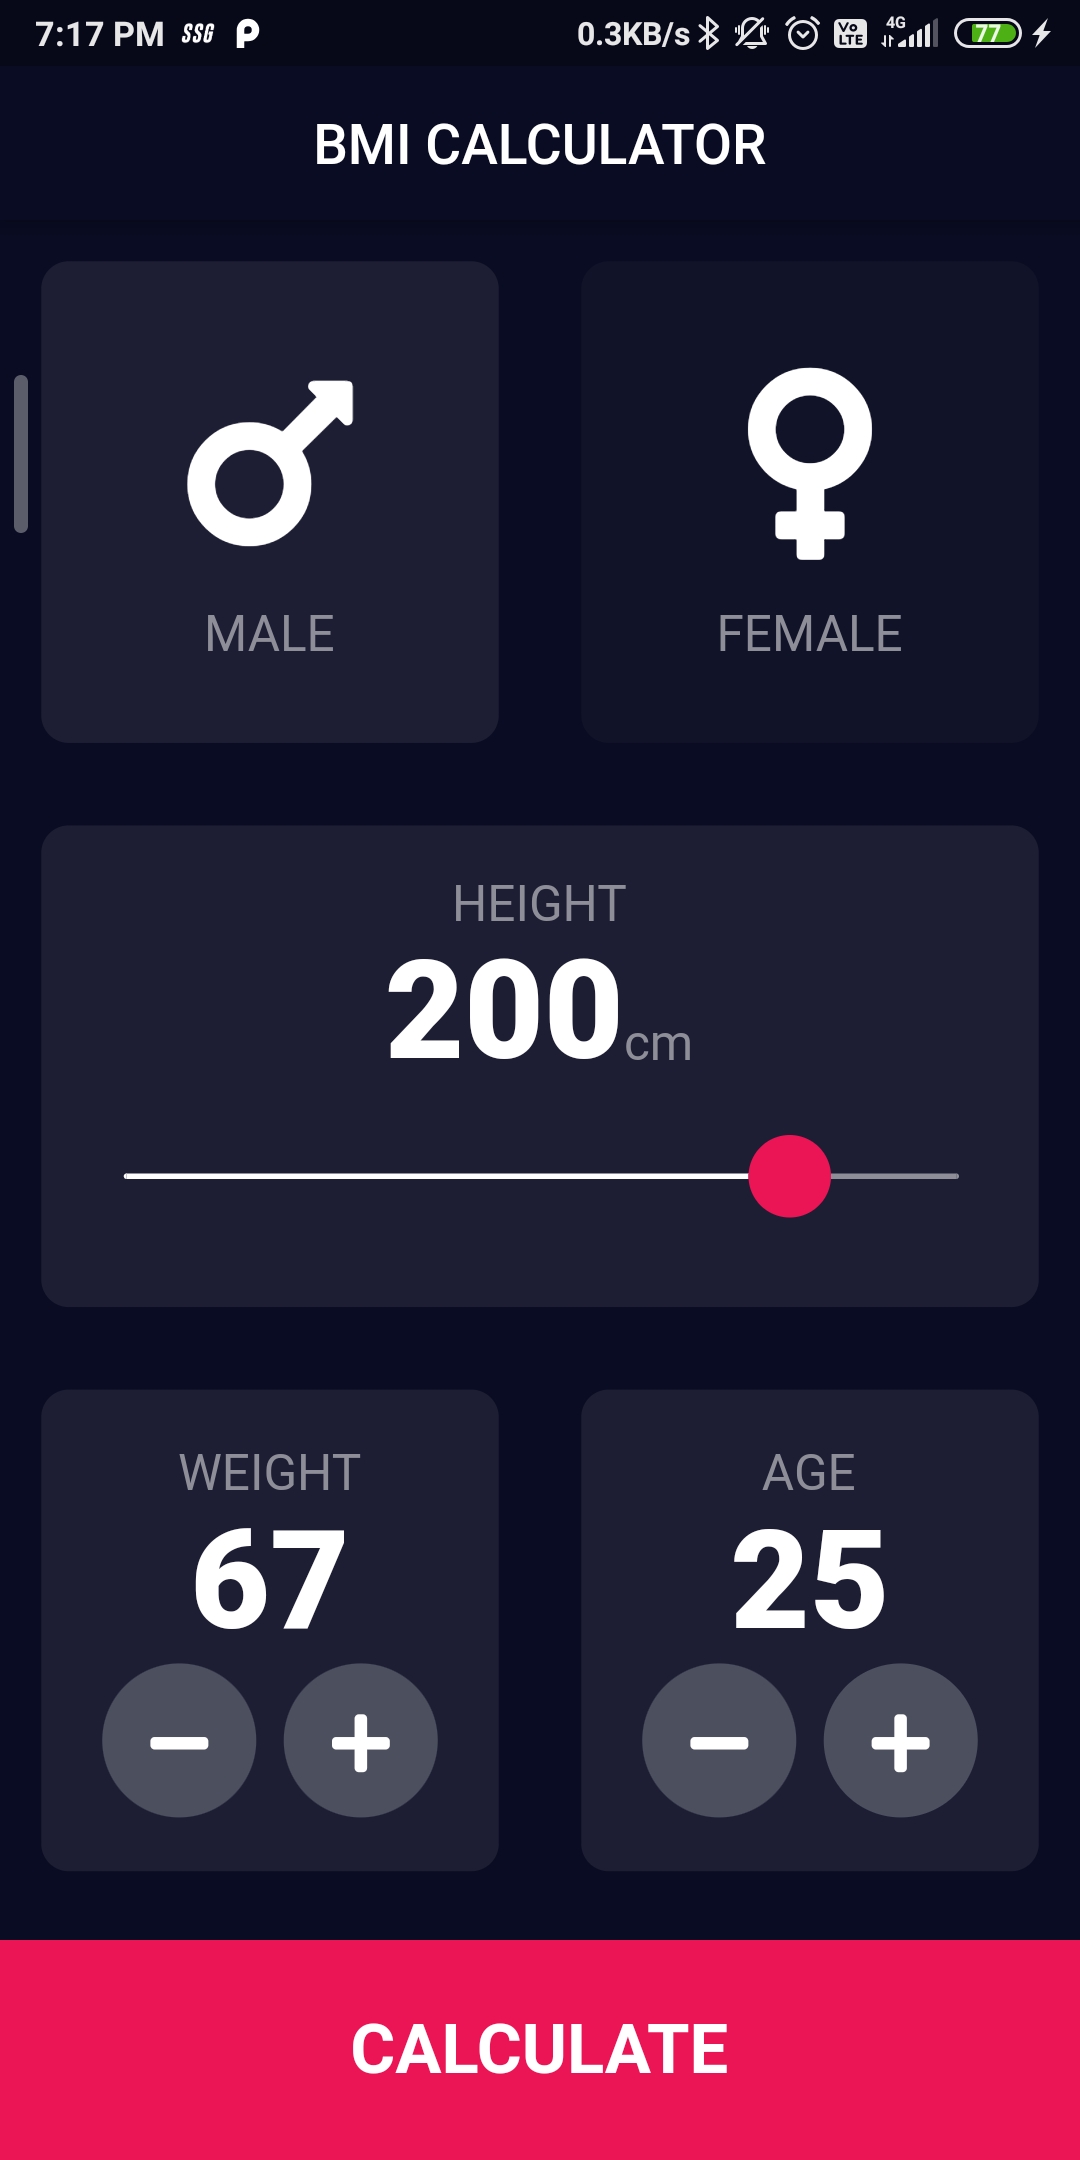 7:17 PM SSG P 0.3KB/s Vo LTE 4G 77
BMI CALCULATOR
MALE
FEMALE
HEIGHT
200cm
WEIGHT
67
AGE
25
CALCULATE